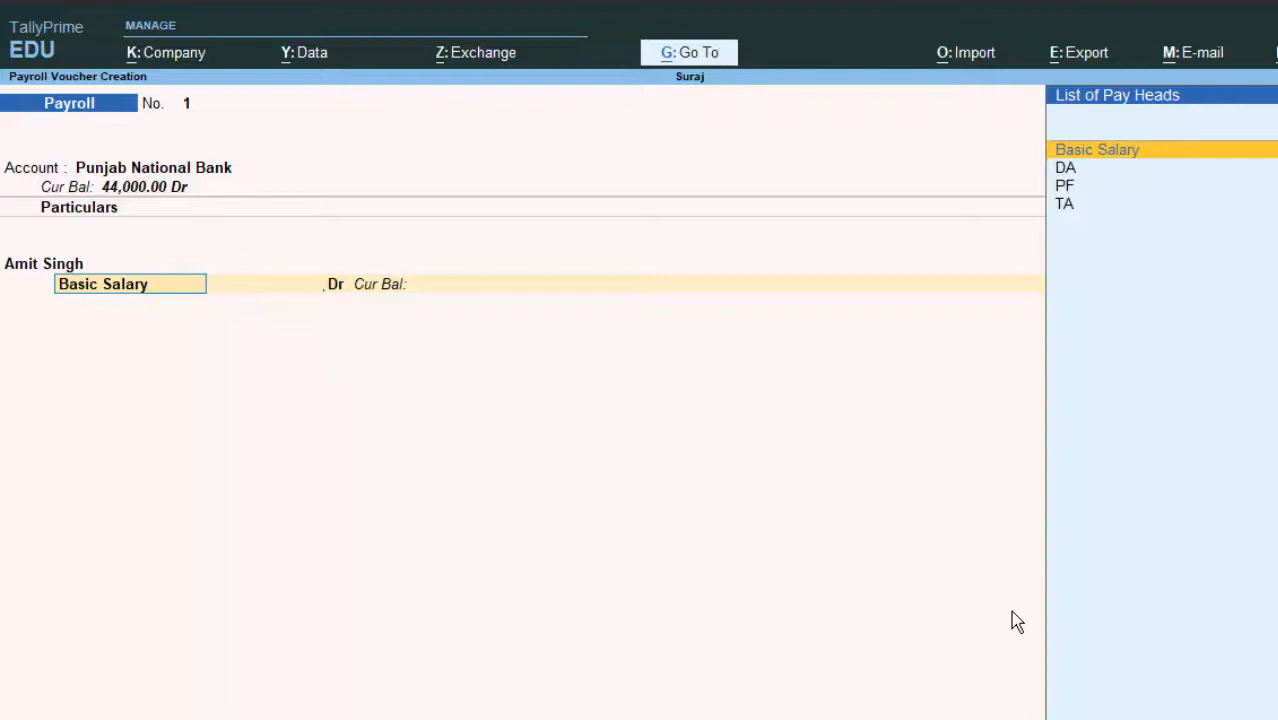 TallyPrime
MANAGE
EDU
K: Company
Y: Data
Z: Exchange
G: Go To
O: Import
E: Export
M: E-mail
Payroll Voucher Creation
Suraj
Payroll No. 1
List of Pay Heads
Basic Salary
DA
PF
TA
Account : Punjab National Bank
Cur Bal: 44,000.00 Dr
Particulars
Amit Singh
Basic Salary Dr Cur Bal: